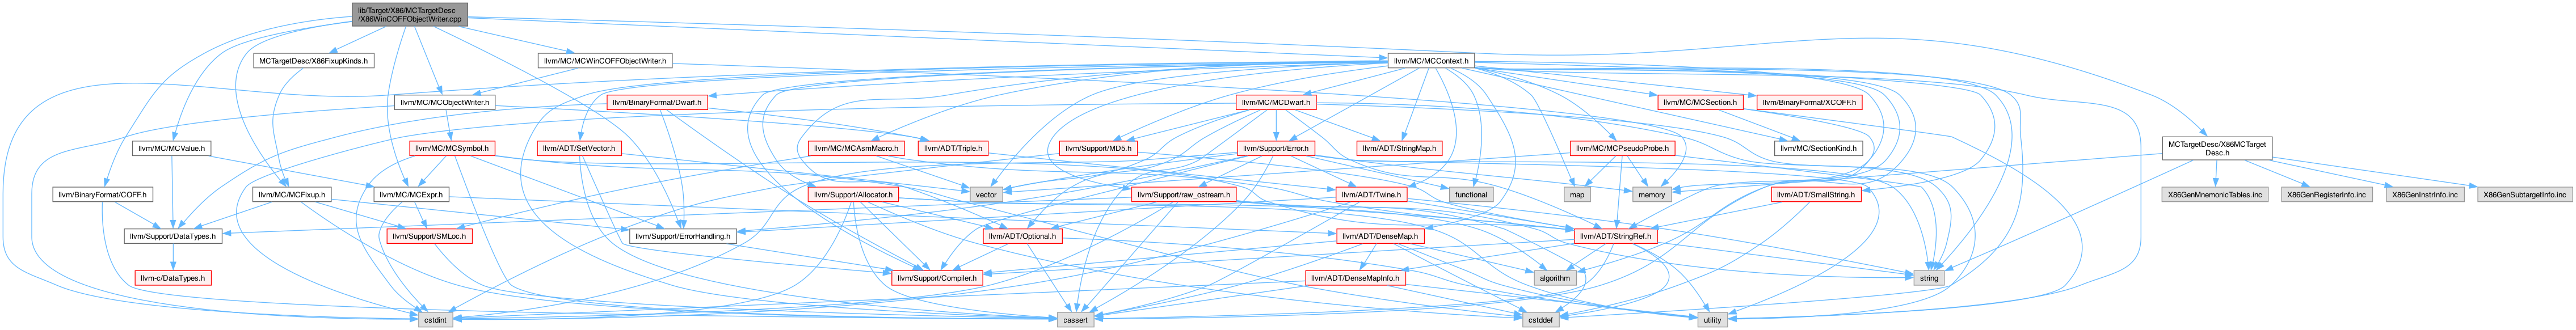 lib/Target/X86/MCTargetDesc
/X86WinCOFFObjectWriter.cpp
MCTargetDesc/X86FixupKinds.h
llvm/MC/MCWinCOFFObjectWriter.h
llvm/MC/MCContext.h
llvm/MC/MCObjectWriter.h
llvm/BinaryFormat/Dwarf.h
llvm/MC/MCDwarf.h
llvm/MC/MCSection.h
llvm/BinaryFormat/XCOFF.h
llvm/MC/MCValue.h
llvm/MC/MCSymbol.h
llvm/ADT/SetVector.h
llvm/MC/MCAsmMacro.h
llvm/ADT/Triple.h
llvm/Support/MD5.h
llvm/Support/Error.h
llvm/ADT/StringMap.h
llvm/MC/MCPseudoProbe.h
llvm/MC/SectionKind.h
MCTargetDesc/X86MCTarget
Desc.h
llvm/BinaryFormat/COFF.h
llvm/MC/MCFixup.h
llvm/MC/MCExpr.h
llvm/Support/Allocator.h
vector
llvm/Support/raw_ostream.h
llvm/ADT/Twine.h
functional
map
memory
llvm/ADT/SmallString.h
X86GenMnemonicTables.inc
X86GenRegisterInfo.inc
X86GenInstrInfo.inc
X86GenSubtargetInfo.inc
llvm/Support/DataTypes.h
llvm/Support/SMLoc.h
llvm/Support/ErrorHandling.h
llvm/ADT/Optional.h
llvm/ADT/DenseMap.h
llvm/ADT/StringRef.h
llvm-c/DataTypes.h
llvm/Support/Compiler.h
llvm/ADT/DenseMapInfo.h
algorithm
string
cstdint
cassert
cstddef
utility